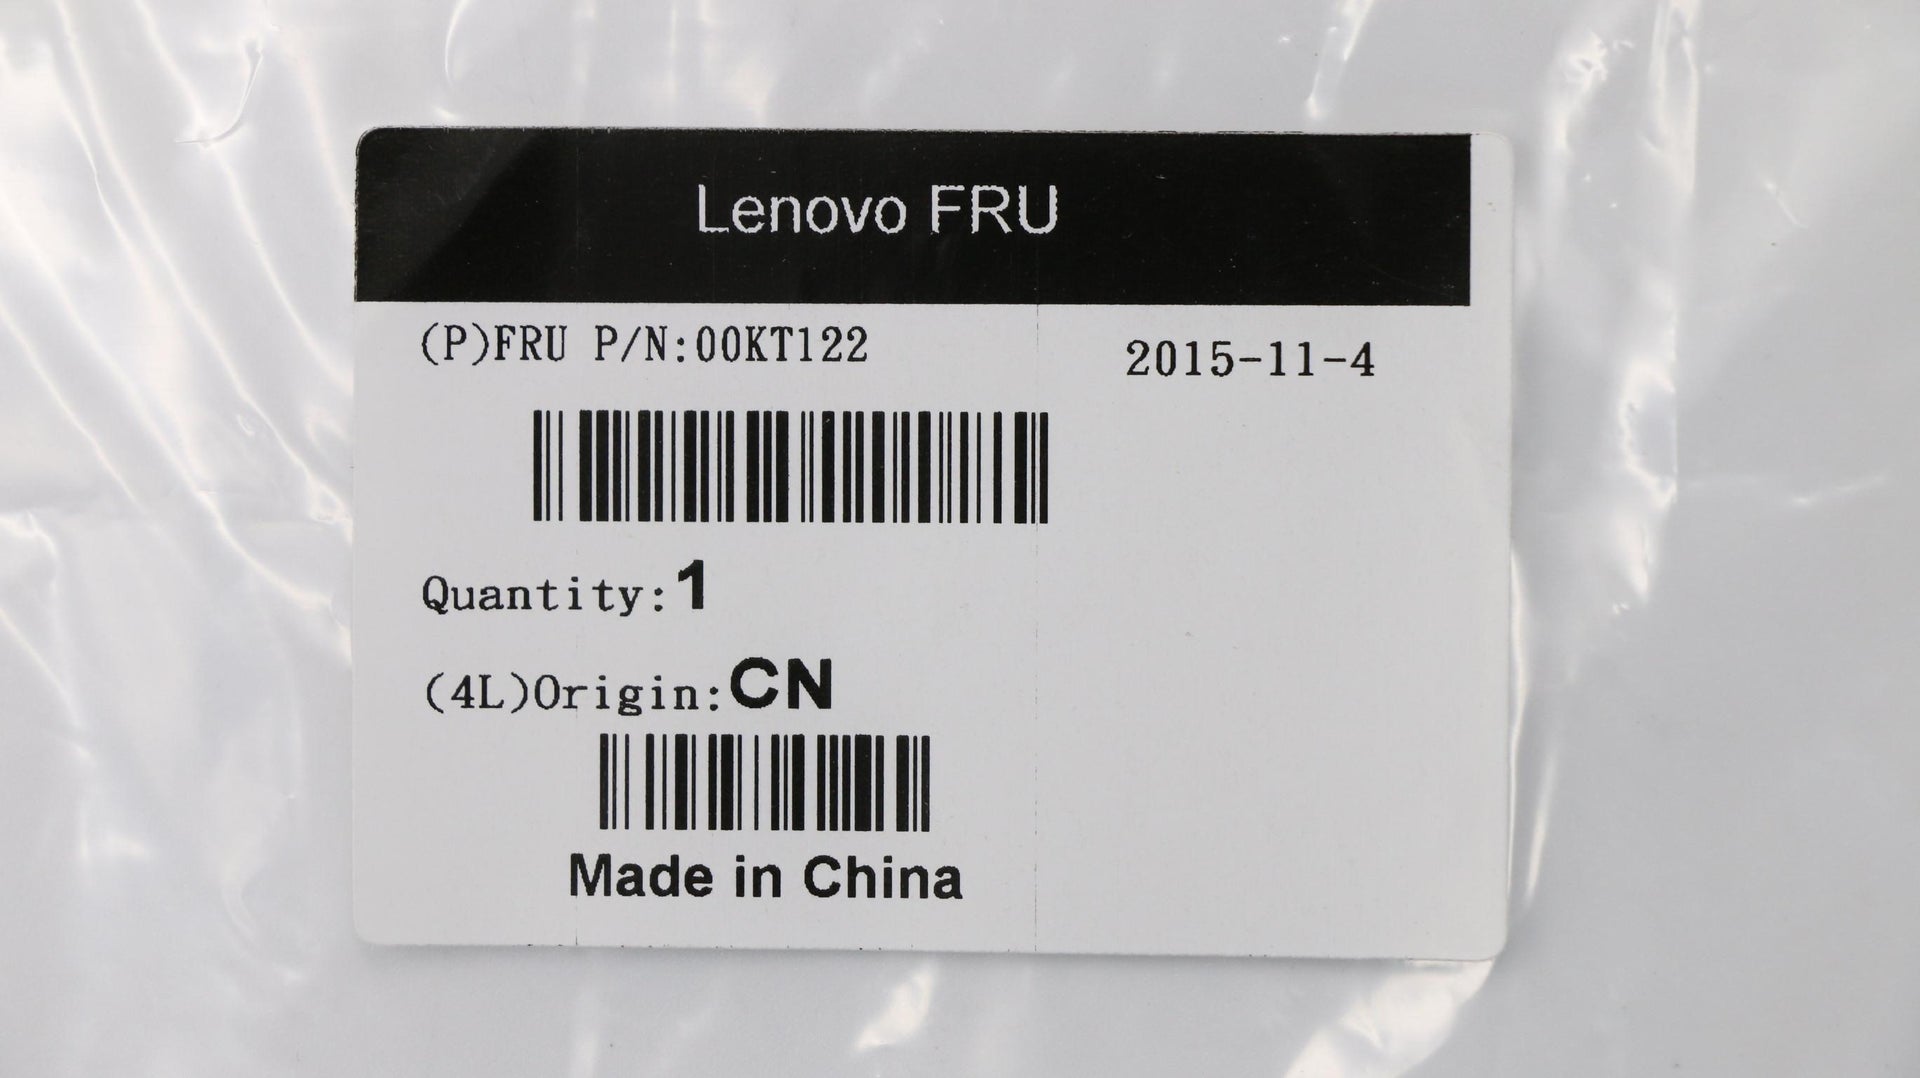 Lenovo FRU
(P)FRU P/N:00KT122
2015-11-4
Quantity:1
(4L)Origin:CN
Made in China